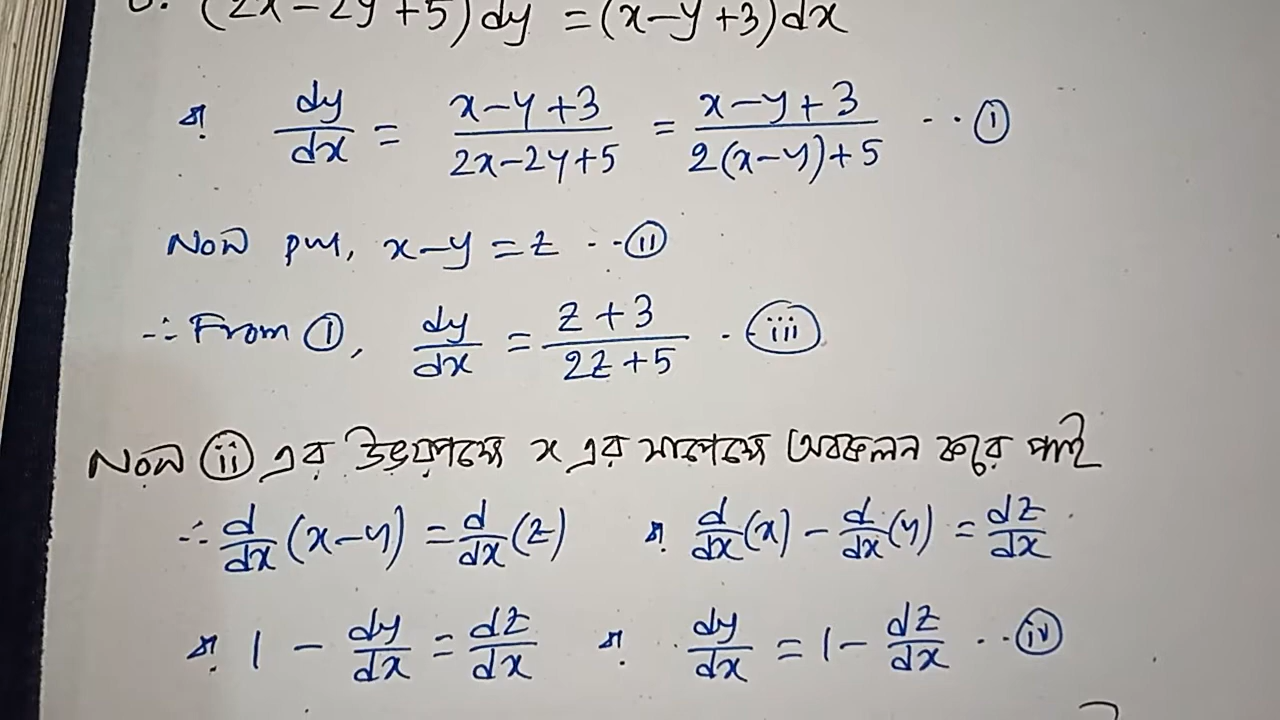 (2x-2y+5)dy = (x-y+3)dx
বা, dy/dx = x-y+3/2x-2y+5 = x-y+3/2(x-y)+5 --(i)
Now put, x-y=z --(ii)
∴ From (i), dy/dx = z+3/2z+5 -(iii)
Now (ii) এর উভয়পক্ষে x এর সাপেক্ষে অবকলন করে পাই
∴ d/dx(x-y) = d/dx(z) বা, d/dx(x) - d/dx(y) = dz/dx
বা, 1 - dy/dx = dz/dx বা, dy/dx = 1 - dz/dx --(iv)